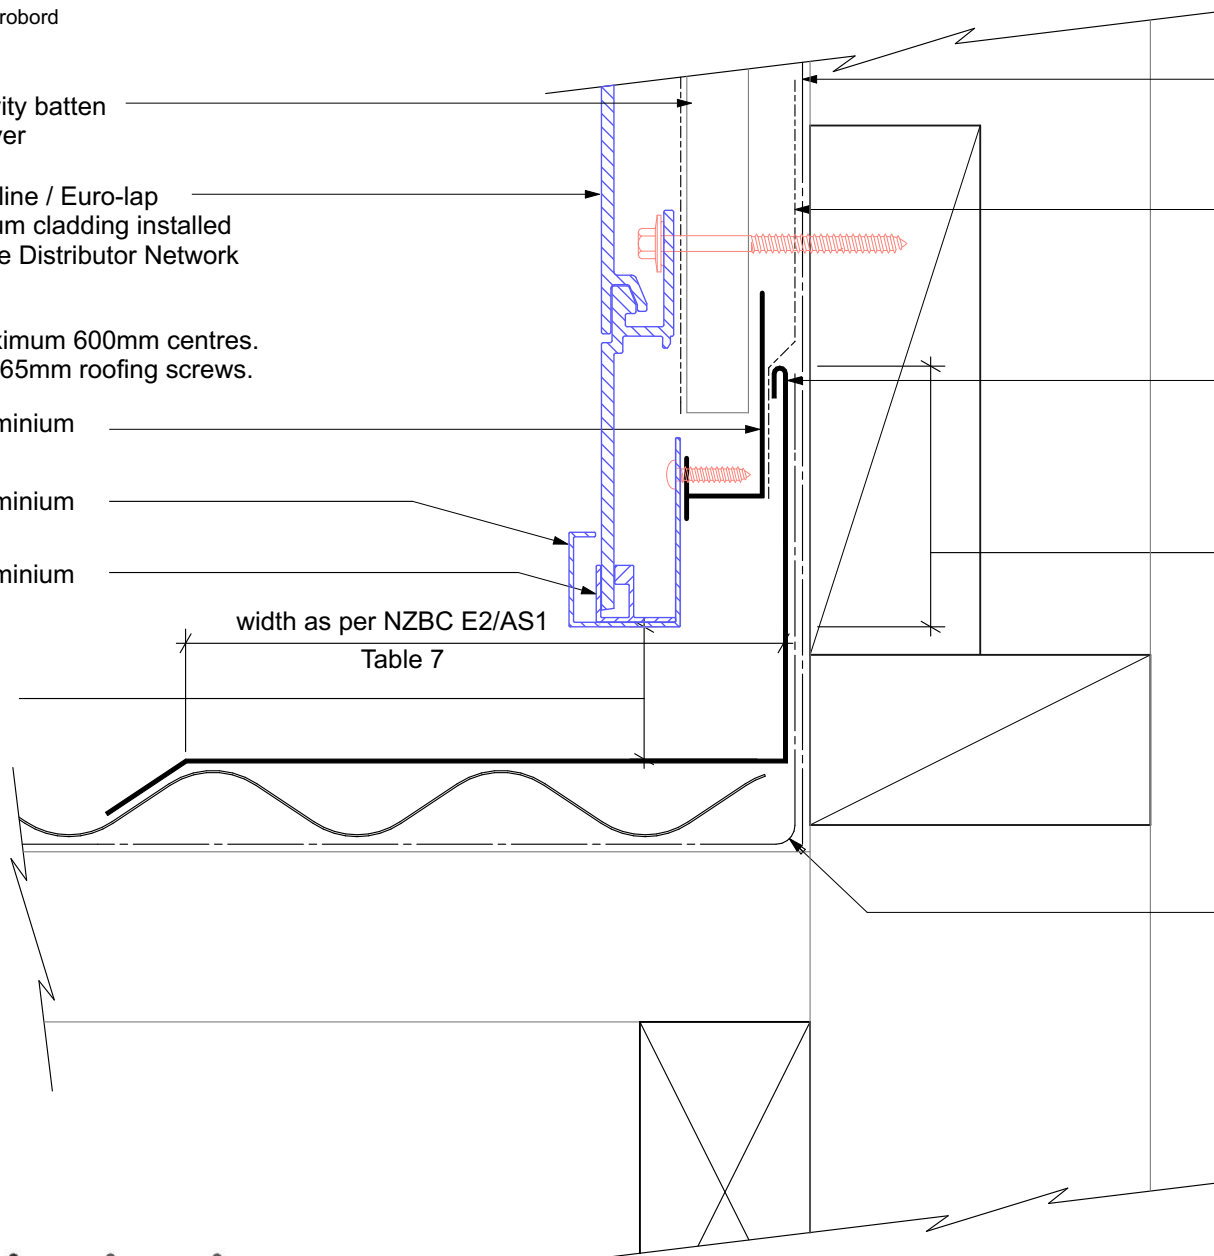 robord
ity batten
ver
line / Euro-lap
um cladding installed
e Distributor Network
ximum 600mm centres.
65mm roofing screws.
minium
minium
minium
width as per NZBC E2/AS1
Table 7